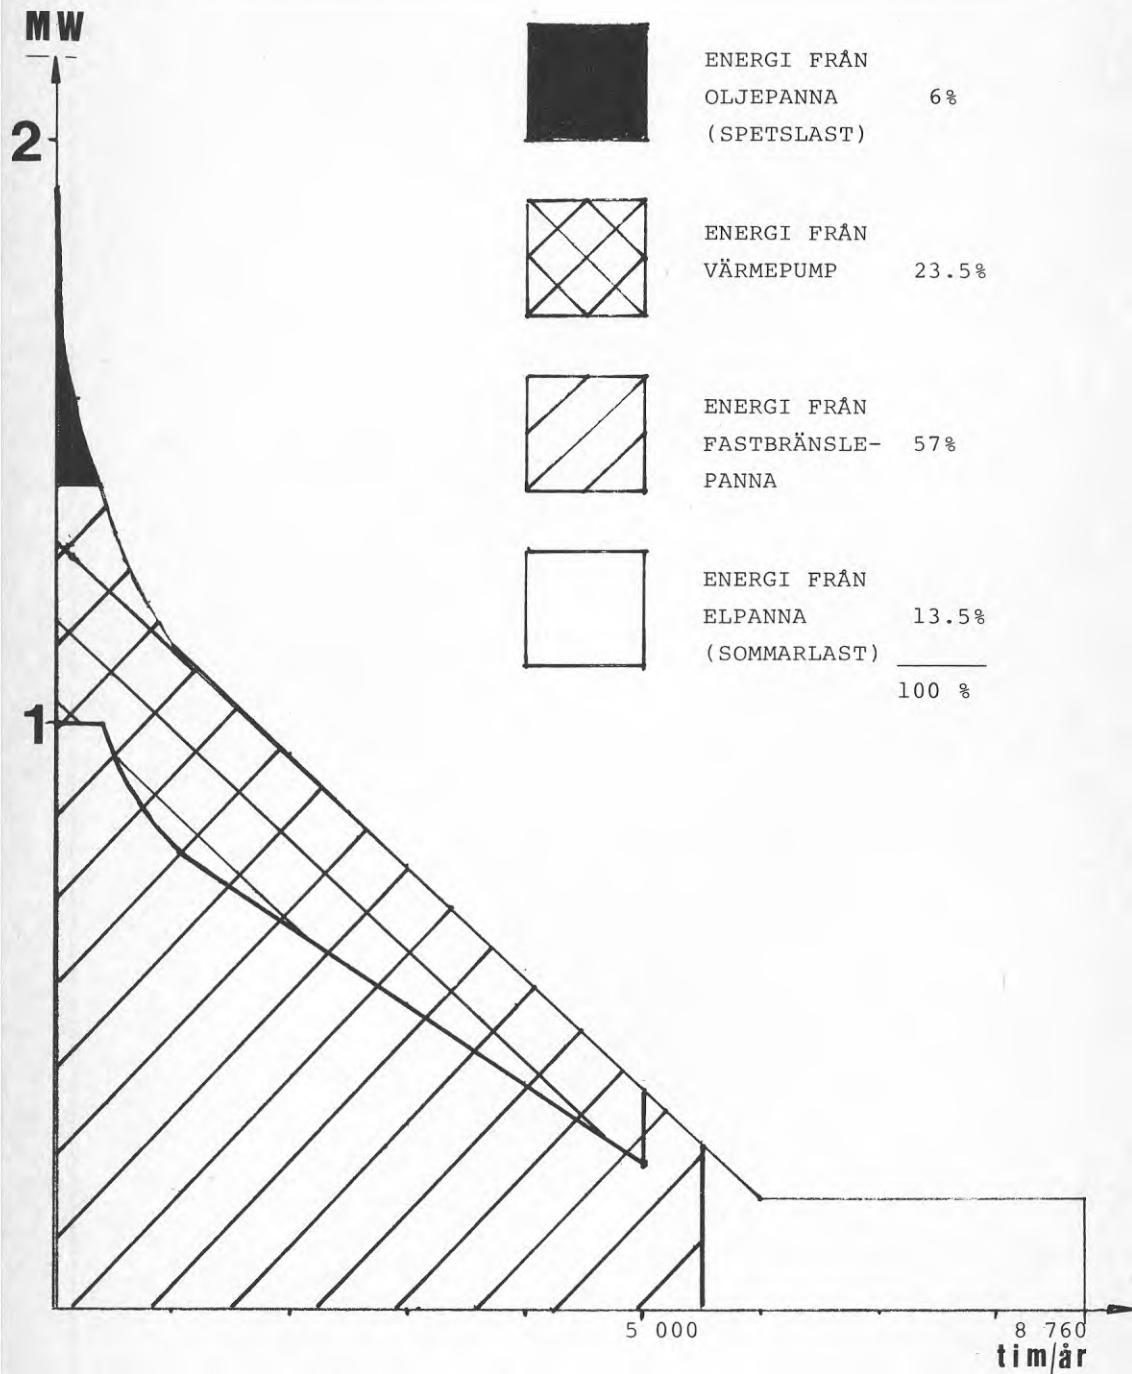 MW
2
1
ENERGI FRÅN
OLJEPANNA 6%
(SPETSLAST)
ENERGI FRÅN
VÄRMEPUMP 23.5%
ENERGI FRÅN
FASTBRÄNSLE- 57%
PANNA
ENERGI FRÅN
ELPANNA 13.5%
(SOMMARLAST)
100 %
5 000
8 760
tim/år